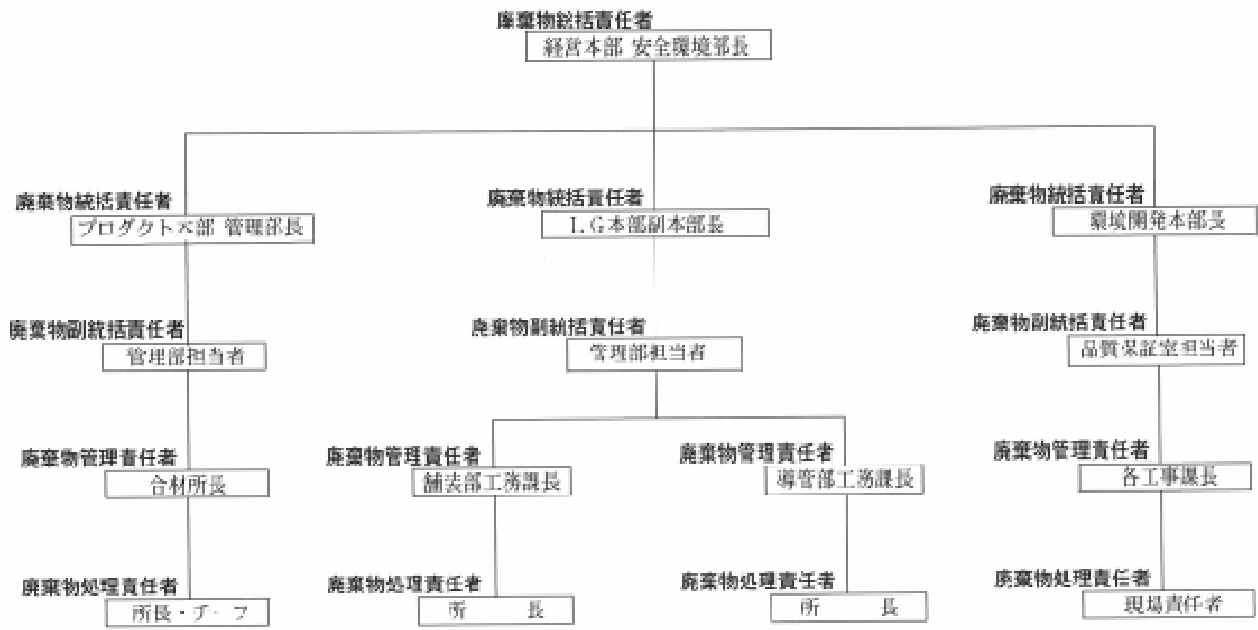 廃棄物総括責任者
経営本部 安全環境部長
廃棄物統括責任者
プロダクト本部 管理部長
廃棄物統括責任者
I.G本部副本部長
廃棄物統括責任者
環境開発本部長
廃棄物副統括責任者
管理部担当者
廃棄物副統括責任者
管理部担当者
廃棄物副統括責任者
品質保証室担当者
廃棄物管理責任者
合材所長
廃棄物管理責任者
舗装部工務課長
廃棄物管理責任者
導管部工務課長
廃棄物管理責任者
各工事課長
廃棄物処理責任者
所長・チーフ
廃棄物処理責任者
所 長
廃棄物処理責任者
所 長
廃棄物処理責任者
現場責任者